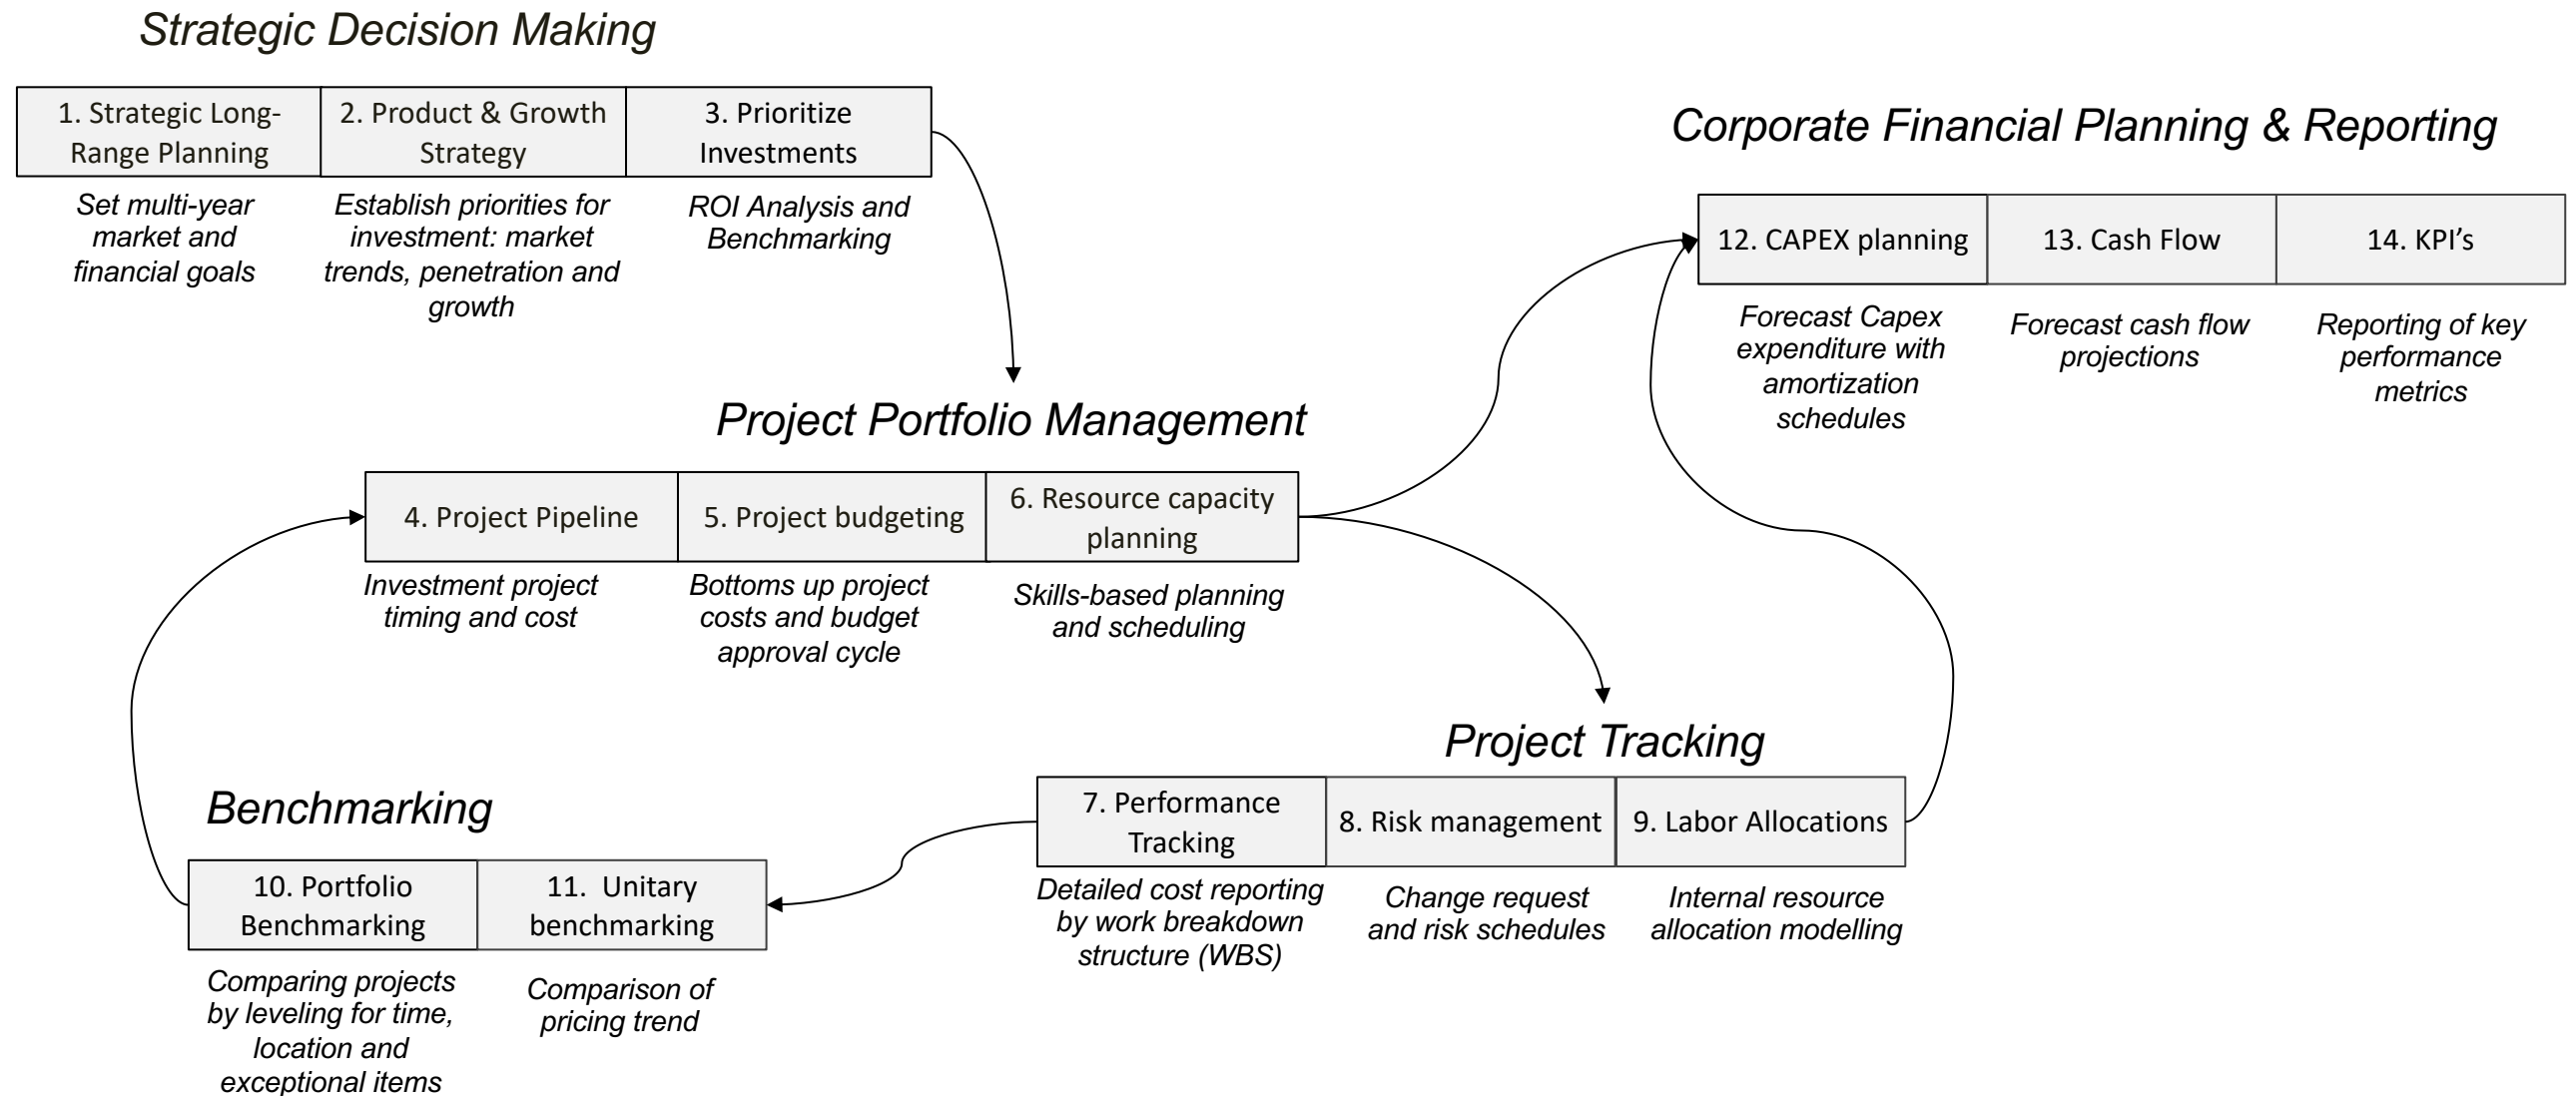 Strategic Decision Making
1. Strategic Long-
Range Planning
2. Product & Growth
Strategy
3. Prioritize
Investments
Set multi-year
market and
financial goals
Establish priorities for
investment: market
trends, penetration and
growth
ROI Analysis and
Benchmarking
Corporate Financial Planning & Reporting
12. CAPEX planning
13. Cash Flow
14. KPI’s
Forecast Capex
expenditure with
amortization
schedules
Forecast cash flow
projections
Reporting of key
performance
metrics
Project Portfolio Management
4. Project Pipeline
5. Project budgeting
6. Resource capacity
planning
Investment project
timing and cost
Bottoms up project
costs and budget
approval cycle
Skills-based planning
and scheduling
Project Tracking
7. Performance
Tracking
8. Risk management
9. Labor Allocations
Detailed cost reporting
by work breakdown
structure (WBS)
Change request
and risk schedules
Internal resource
allocation modelling
Benchmarking
10. Portfolio
Benchmarking
11. Unitary
benchmarking
Comparing projects
by leveling for time,
location and
exceptional items
Comparison of
pricing trend